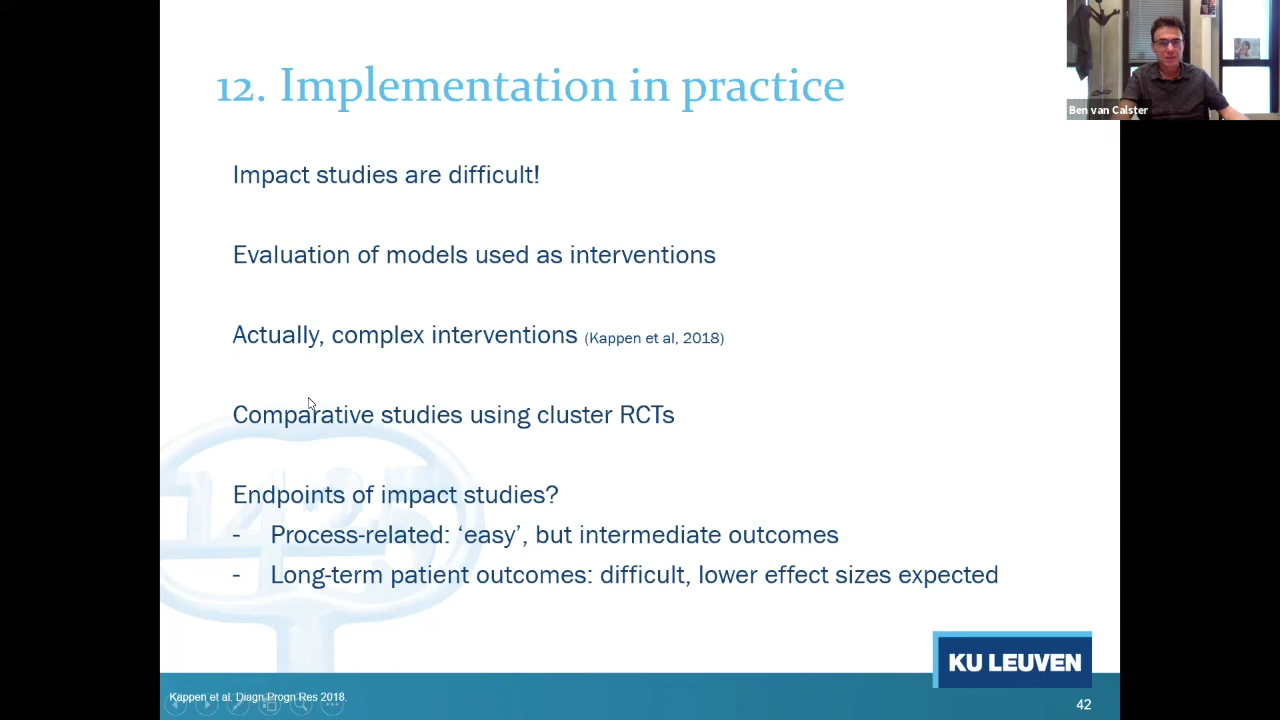 12. Implementation in practice
Ben van Calster
Impact studies are difficult!
Evaluation of models used as interventions
Actually, complex interventions (Kappen et al, 2018)
Comparative studies using cluster RCTs
Endpoints of impact studies?
- Process-related: ‘easy’, but intermediate outcomes
- Long-term patient outcomes: difficult, lower effect sizes expected
1425
KU LEUVEN
Kappen et al. Diagn Progn Res 2018.
42